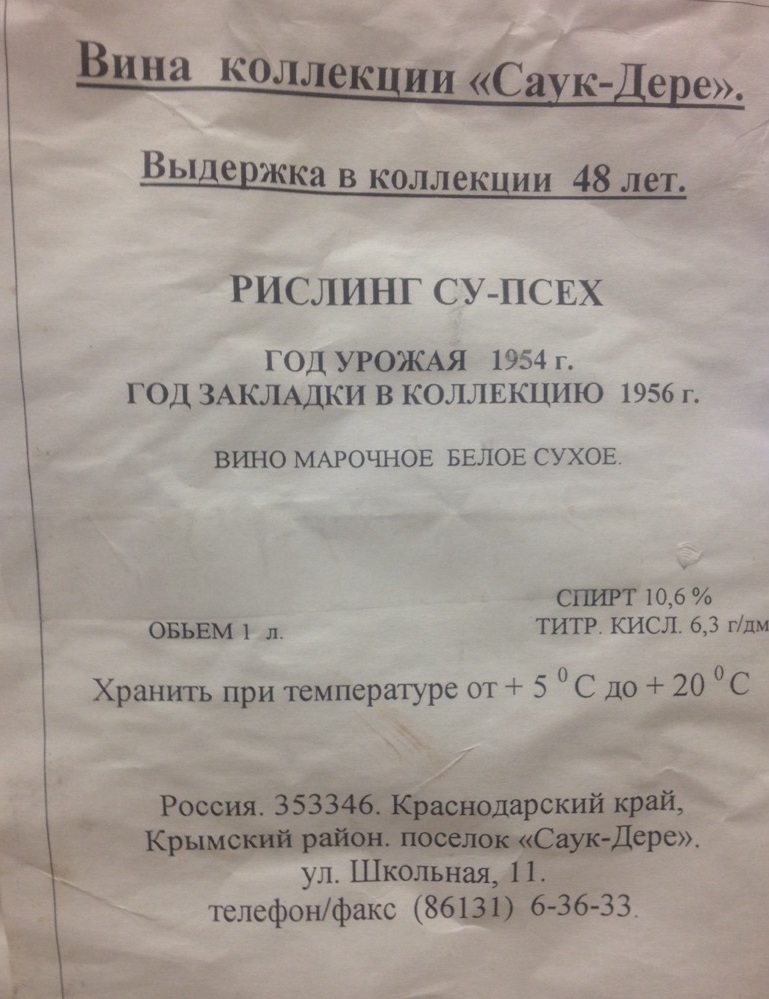 Вина коллекции «Саук-Дере».
Выдержка в коллекции 48 лет.
РИСЛИНГ СУ-ПСЕХ
ГОД УРОЖАЯ 1954 г.
ГОД ЗАКЛАДКИ В КОЛЛЕКЦИЮ 1956 г.
ВИНО МАРОЧНОЕ БЕЛОЕ СУХОЕ.
СПИРТ 10,6 %
ОБЬЕМ 1 л.
ТИТР. КИСЛ. 6,3 г/дм
Хранить при температуре от + 5 ⁰ С до + 20 ⁰ С
Россия. 353346. Краснодарский край,
Крымский район. поселок «Саук-Дере».
ул. Школьная, 11.
телефон/факс (86131) 6-36-33.